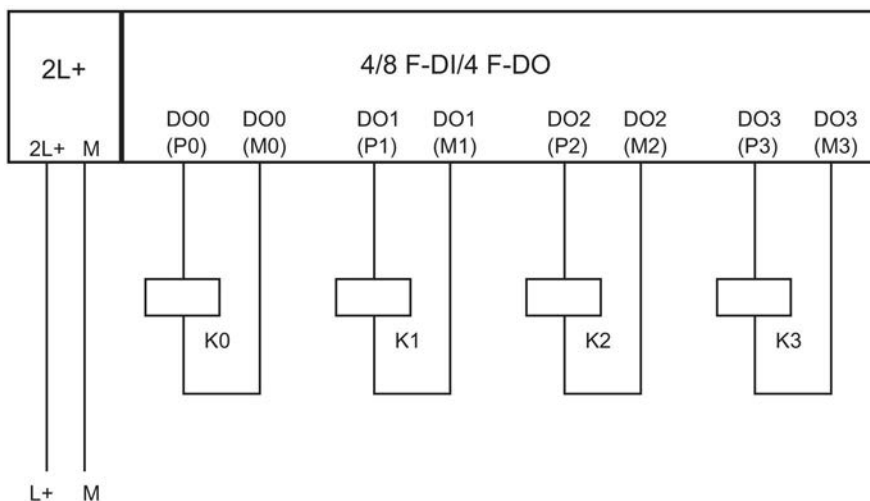 2L+ 4/8 F-DI/4 F-DO
DO0 DO0 DO1 DO1 DO2 DO2 DO3 DO3
2L+ M (P0) (M0) (P1) (M1) (P2) (M2) (P3) (M3)
K0 K1 K2 K3
L+ M